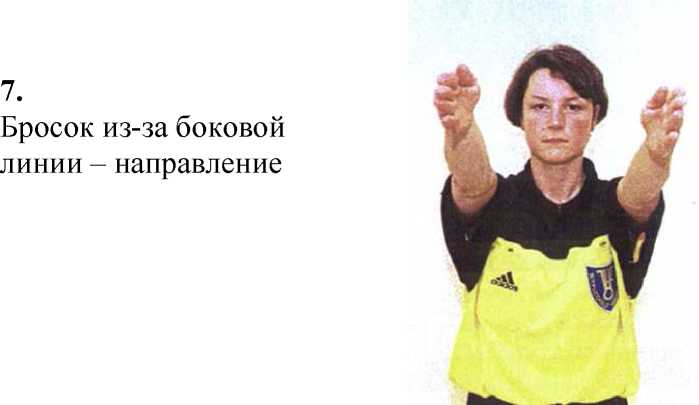 7.
Бросок из-за боковой
линии – направление
adidas